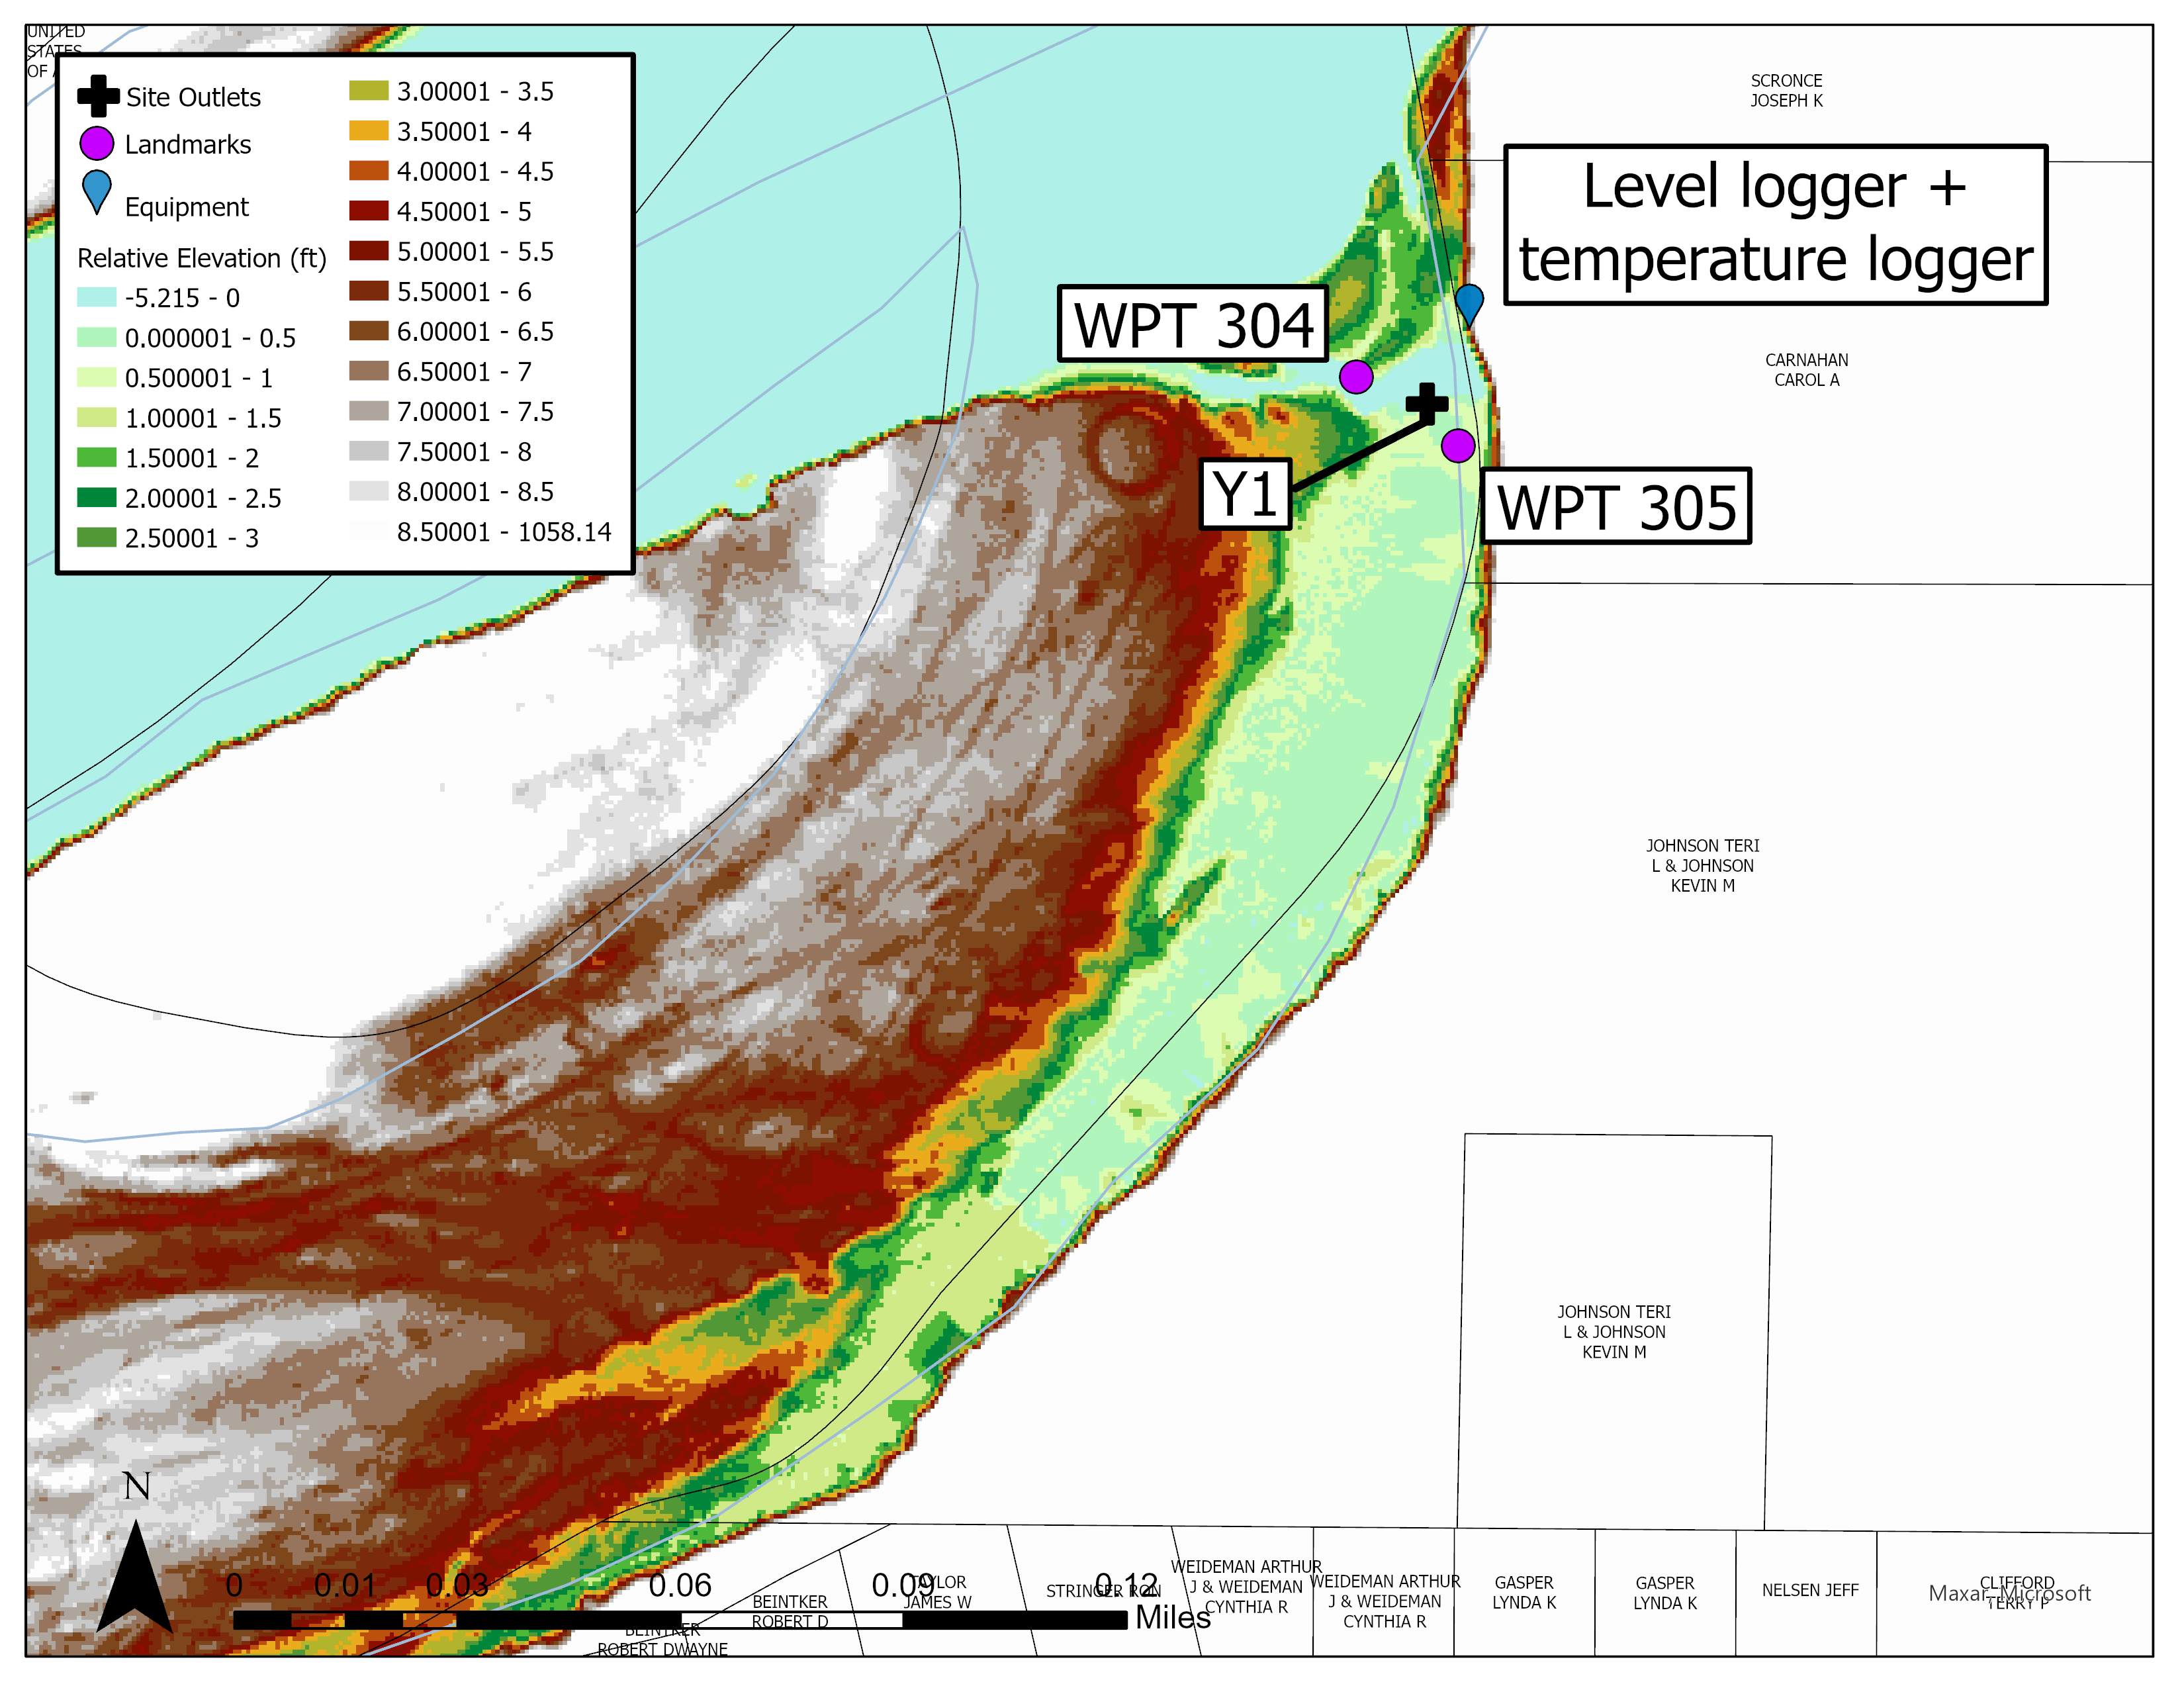 UNITED
STATES
OF
Site Outlets
Landmarks
Equipment
Relative Elevation (ft)
-5.215 - 0
0.000001 - 0.5
0.500001 - 1
1.00001 - 1.5
1.50001 - 2
2.00001 - 2.5
2.50001 - 3
3.00001 - 3.5
3.50001 - 4
4.00001 - 4.5
4.50001 - 5
5.00001 - 5.5
5.50001 - 6
6.00001 - 6.5
6.50001 - 7
7.00001 - 7.5
7.50001 - 8
8.00001 - 8.5
8.50001 - 1058.14
SCRONCE
JOSEPH K
Level logger +
temperature logger
WPT 304
CARNAHAN
CAROL A
Y1
WPT 305
JOHNSON TERI
L & JOHNSON
KEVIN M
JOHNSON TERI
L & JOHNSON
KEVIN M
N
0 0.01 0.03 0.06 0.09 0.12
Miles
BEINTKER
ROBERT DWAYNE
BEINTKER
ROBERT D
TAYLOR
JAMES W
STRINGER RON
WEIDEMAN ARTHUR
J & WEIDEMAN
CYNTHIA R
WEIDEMAN ARTHUR
J & WEIDEMAN
CYNTHIA R
GASPER
LYNDA K
GASPER
LYNDA K
NELSEN JEFF
CLIFFORD
TERRY P
Maxar, Microsoft